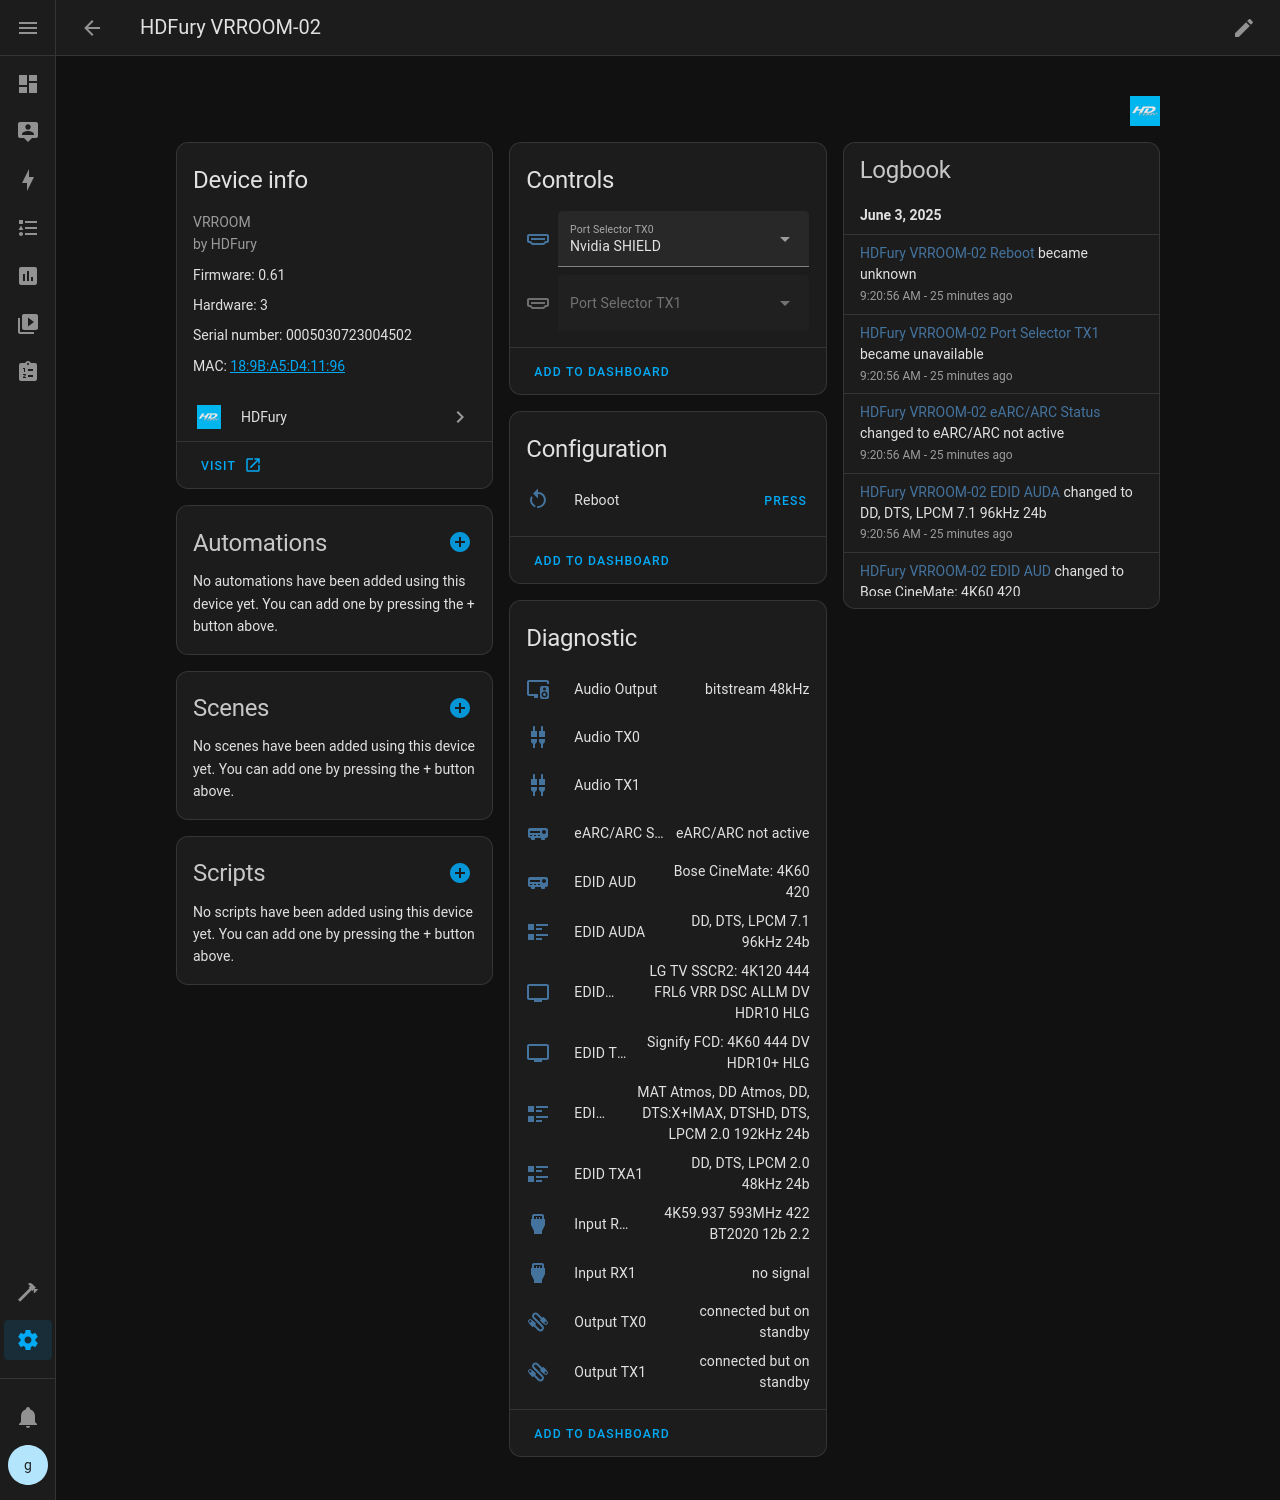 HDFury VRROOM-02
HD
Device info
VRROOM
by HDFury
Firmware: 0.61
Hardware: 3
Serial number: 0005030723004502
MAC: 18:9B:A5:D4:11:96
HD
HDFury
VISIT
Automations
No automations have been added using this
device yet. You can add one by pressing the +
button above.
Scenes
No scenes have been added using this device
yet. You can add one by pressing the + button
above.
Scripts
No scripts have been added using this device
yet. You can add one by pressing the + button
above.
Controls
Port Selector TX0
Nvidia SHIELD
Port Selector TX1
ADD TO DASHBOARD
Configuration
Reboot PRESS
ADD TO DASHBOARD
Diagnostic
Audio Output bitstream 48kHz
Audio TX0
Audio TX1
eARC/ARC S... eARC/ARC not active
EDID AUD Bose CineMate: 4K60
420
EDID AUDA DD, DTS, LPCM 7.1
96kHz 24b
LG TV SSCR2: 4K120 444
EDID... FRL6 VRR DSC ALLM DV
HDR10 HLG
EDID T... Signify FCD: 4K60 444 DV
HDR10+ HLG
MAT Atmos, DD Atmos, DD,
EDI... DTS:X+IMAX, DTSHD, DTS,
LPCM 2.0 192kHz 24b
EDID TXA1 DD, DTS, LPCM 2.0
48kHz 24b
Input R... 4K59.937 593MHz 422
BT2020 12b 2.2
Input RX1 no signal
Output TX0 connected but on
standby
Output TX1 connected but on
standby
ADD TO DASHBOARD
Logbook
June 3, 2025
HDFury VRROOM-02 Reboot became
unknown
9:20:56 AM - 25 minutes ago
HDFury VRROOM-02 Port Selector TX1
became unavailable
9:20:56 AM - 25 minutes ago
HDFury VRROOM-02 eARC/ARC Status
changed to eARC/ARC not active
9:20:56 AM - 25 minutes ago
HDFury VRROOM-02 EDID AUDA changed to
DD, DTS, LPCM 7.1 96kHz 24b
9:20:56 AM - 25 minutes ago
HDFury VRROOM-02 EDID AUD changed to
Bose CineMate: 4K60 420
g